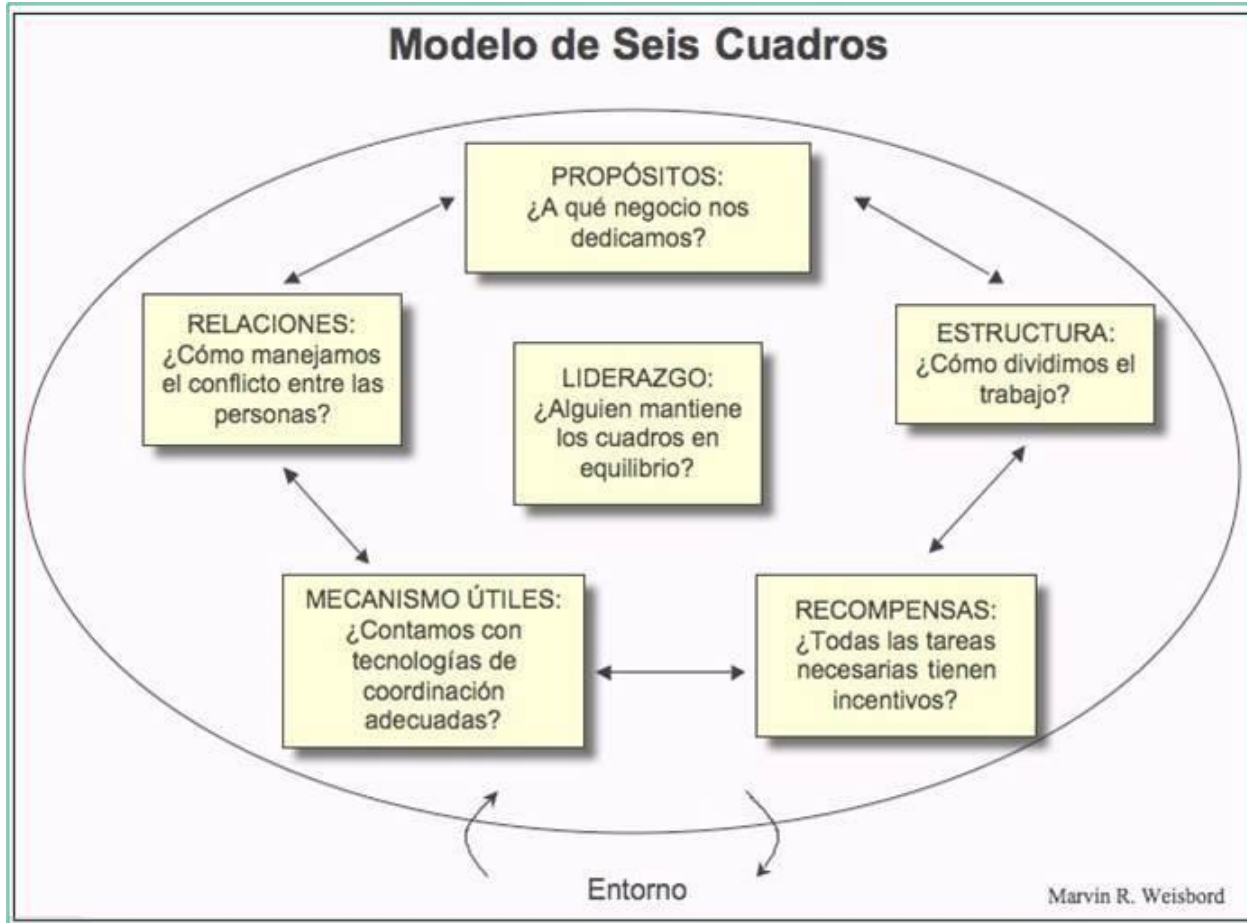 Modelo de Seis Cuadros
PROPÓSITOS:
¿A qué negocio nos
dedicamos?
RELACIONES:
¿Cómo manejamos
el conflicto entre las
personas?
LIDERAZGO:
¿Alguien mantiene
los cuadros en
equilibrio?
ESTRUCTURA:
¿Cómo dividimos el
trabajo?
MECANISMO ÚTILES:
¿Contamos con
tecnologías de
coordinación
adecuadas?
RECOMPENSAS:
¿Todas las tareas
necesarias tienen
incentivos?
Entorno
Marvin R. Weisbord